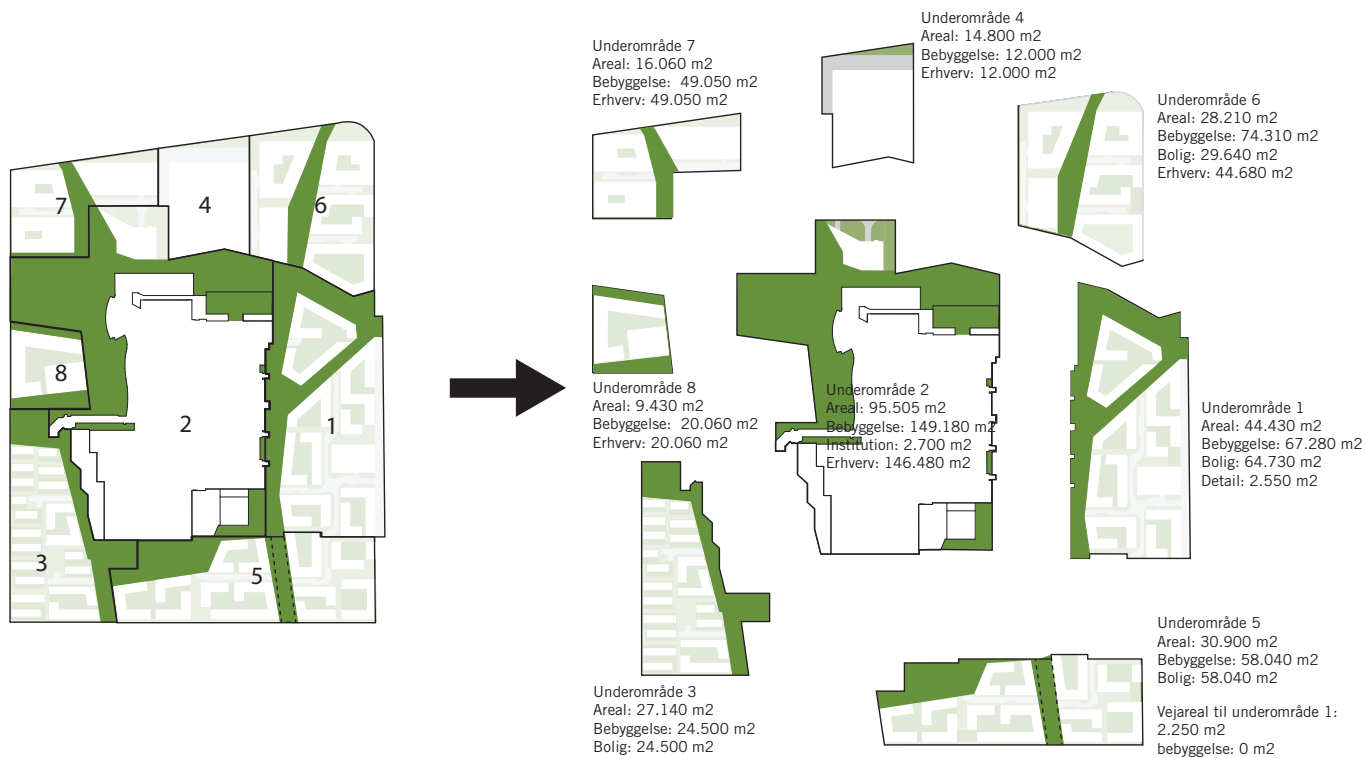 7
4
6
8
2
1
3
5
Underområde 7
Areal: 16.060 m2
Bebyggelse: 49.050 m2
Erhverv: 49.050 m2
Underområde 4
Areal: 14.800 m2
Bebyggelse: 12.000 m2
Erhverv: 12.000 m2
Underområde 6
Areal: 28.210 m2
Bebyggelse: 74.310 m2
Bolig: 29.640 m2
Erhverv: 44.680 m2
Underområde 8
Areal: 9.430 m2
Bebyggelse: 20.060 m2
Erhverv: 20.060 m2
Underområde 2
Areal: 95.505 m2
Bebyggelse: 149.180 m2
Institution: 2.700 m2
Erhverv: 146.480 m2
Underområde 1
Areal: 44.430 m2
Bebyggelse: 67.280 m2
Bolig: 64.730 m2
Detail: 2.550 m2
Underområde 3
Areal: 27.140 m2
Bebyggelse: 24.500 m2
Bolig: 24.500 m2
Underområde 5
Areal: 30.900 m2
Bebyggelse: 58.040 m2
Bolig: 58.040 m2
Vejareal til underområde 1:
2.250 m2
bebyggelse: 0 m2